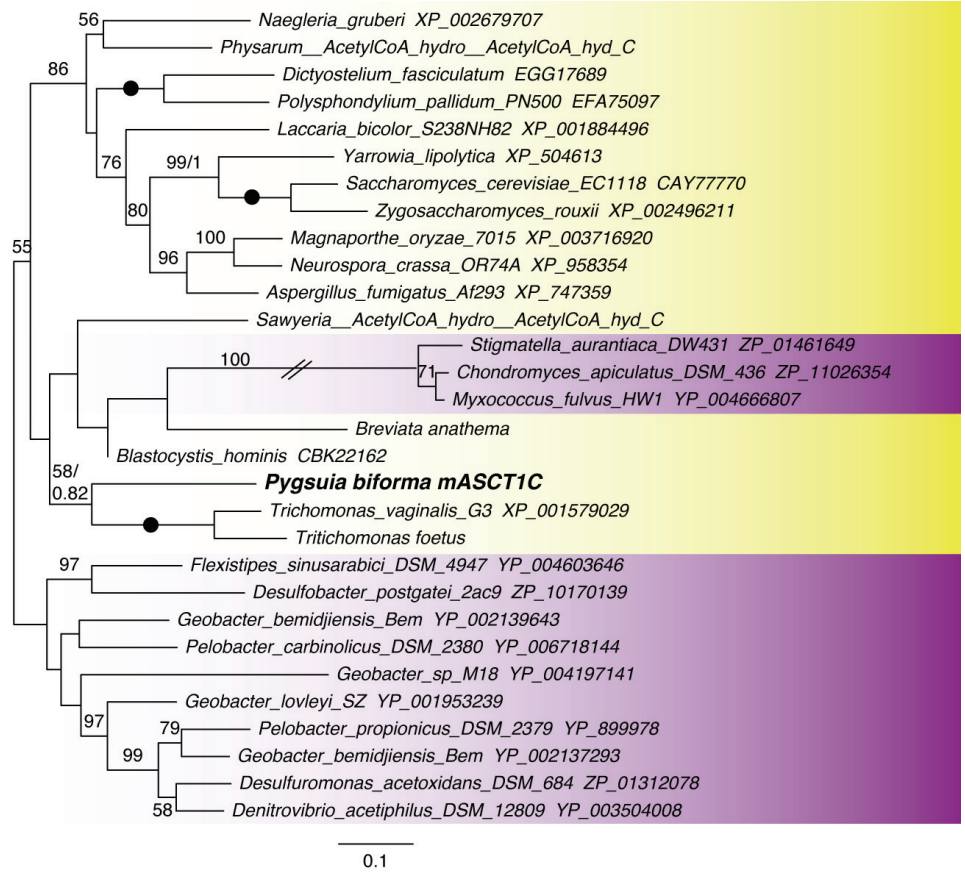 56
Naegleria_gruberi XP_002679707
Physarum__AcetylCoA_hydro__AcetylCoA_hyd_C
86
Dictyostelium_fasciculatum EGG17689
Polysphondylium_pallidum_PN500 EFA75097
Laccaria_bicolor_S238NH82 XP_001884496
76
99/1
Yarrowia_lipolytica XP_504613
Saccharomyces_cerevisiae_EC1118 CAY77770
80
Zygosaccharomyces_rouxii XP_002496211
100
Magnaporthe_oryzae_7015 XP_003716920
55
96
Neurospora_crassa_OR74A XP_958354
Aspergillus_fumigatus_Af293 XP_747359
Sawyeria__AcetylCoA_hydro__AcetylCoA_hyd_C
Stigmatella_aurantiaca_DW431 ZP_01461649
100
71
Chondromyces_apiculatus_DSM_436 ZP_11026354
Myxococcus_fulvus_HW1 YP_004666807
Breviata anathema
Blastocystis_hominis CBK22162
58/
0.82
Pygsuia biforma mASCT1C
Trichomonas_vaginalis_G3 XP_001579029
Tritichomonas foetus
97
Flexistipes_sinusarabici_DSM_4947 YP_004603646
Desulfobacter_postgatei_2ac9 ZP_10170139
Geobacter_bemidjiensis_Bem YP_002139643
Pelobacter_carbinolicus_DSM_2380 YP_006718144
Geobacter_sp_M18 YP_004197141
Geobacter_lovleyi_SZ YP_001953239
97
79
Pelobacter_propionicus_DSM_2379 YP_899978
99
Geobacter_bemidjiensis_Bem YP_002137293
Desulfuromonas_acetoxidans_DSM_684 ZP_01312078
58
Denitrovibrio_acetiphilus_DSM_12809 YP_003504008
0.1